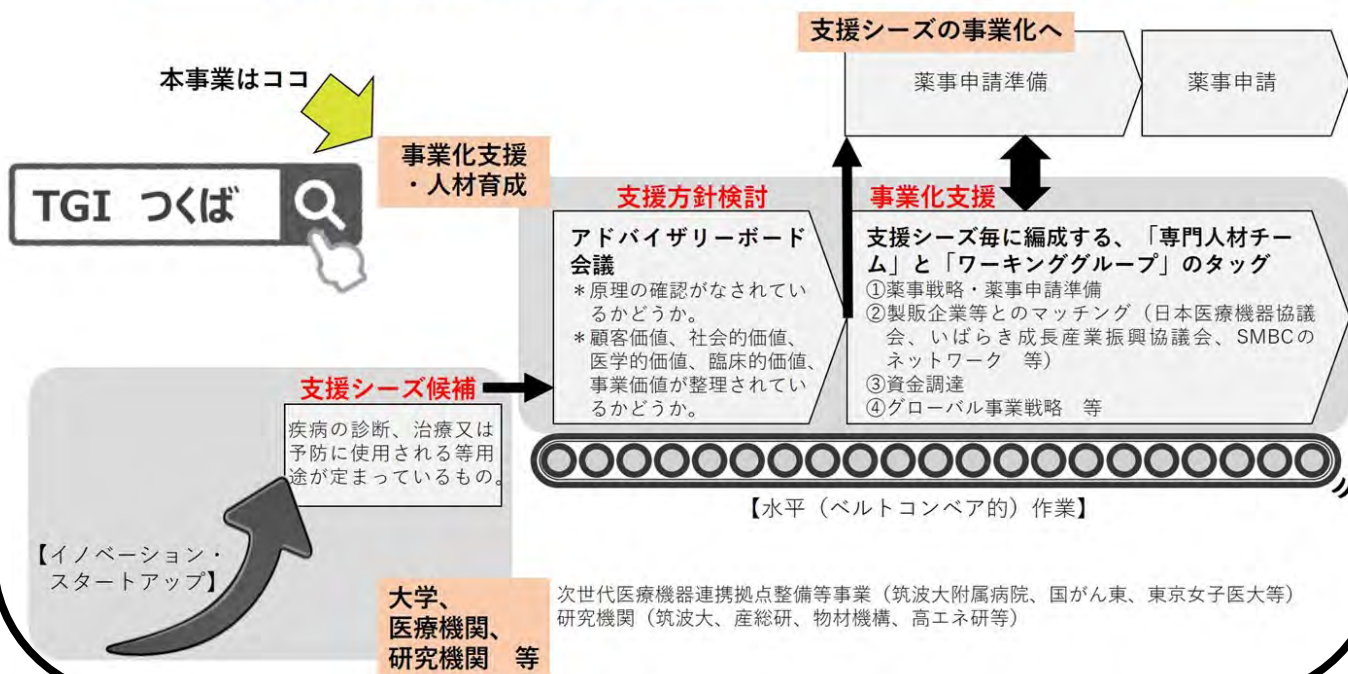 支援シーズの事業化へ
薬事申請準備
薬事申請
本事業はココ
TGI つくば
事業化支援
・人材育成
支援方針検討
アドバイザリーボード
会議
＊原理の確認がなされてい
るかどうか。
＊顧客価値、社会的価値、
医学的価値、臨床的価値、
事業価値が整理されてい
るかどうか。
事業化支援
支援シーズ毎に編成する、「専門人材チー
ム」と「ワーキンググループ」のタッグ
①薬事戦略・薬事申請準備
②製販企業等とのマッチング（日本医療機器協議
会、いばらき成長産業振興協議会、SMBCの
ネットワーク　等）
③資金調達
④グローバル事業戦略　等
支援シーズ候補
疾病の診断、治療又は
予防に使用される等用
途が定まっているもの。
【水平（ベルトコンベア的）作業】
【イノベーション・
スタートアップ】
大学、
医療機関、
研究機関　等
次世代医療機器連携拠点整備等事業（筑波大附属病院、国がん東、東京女子医大等）
研究機関（筑波大、産総研、物材機構、高エネ研等）